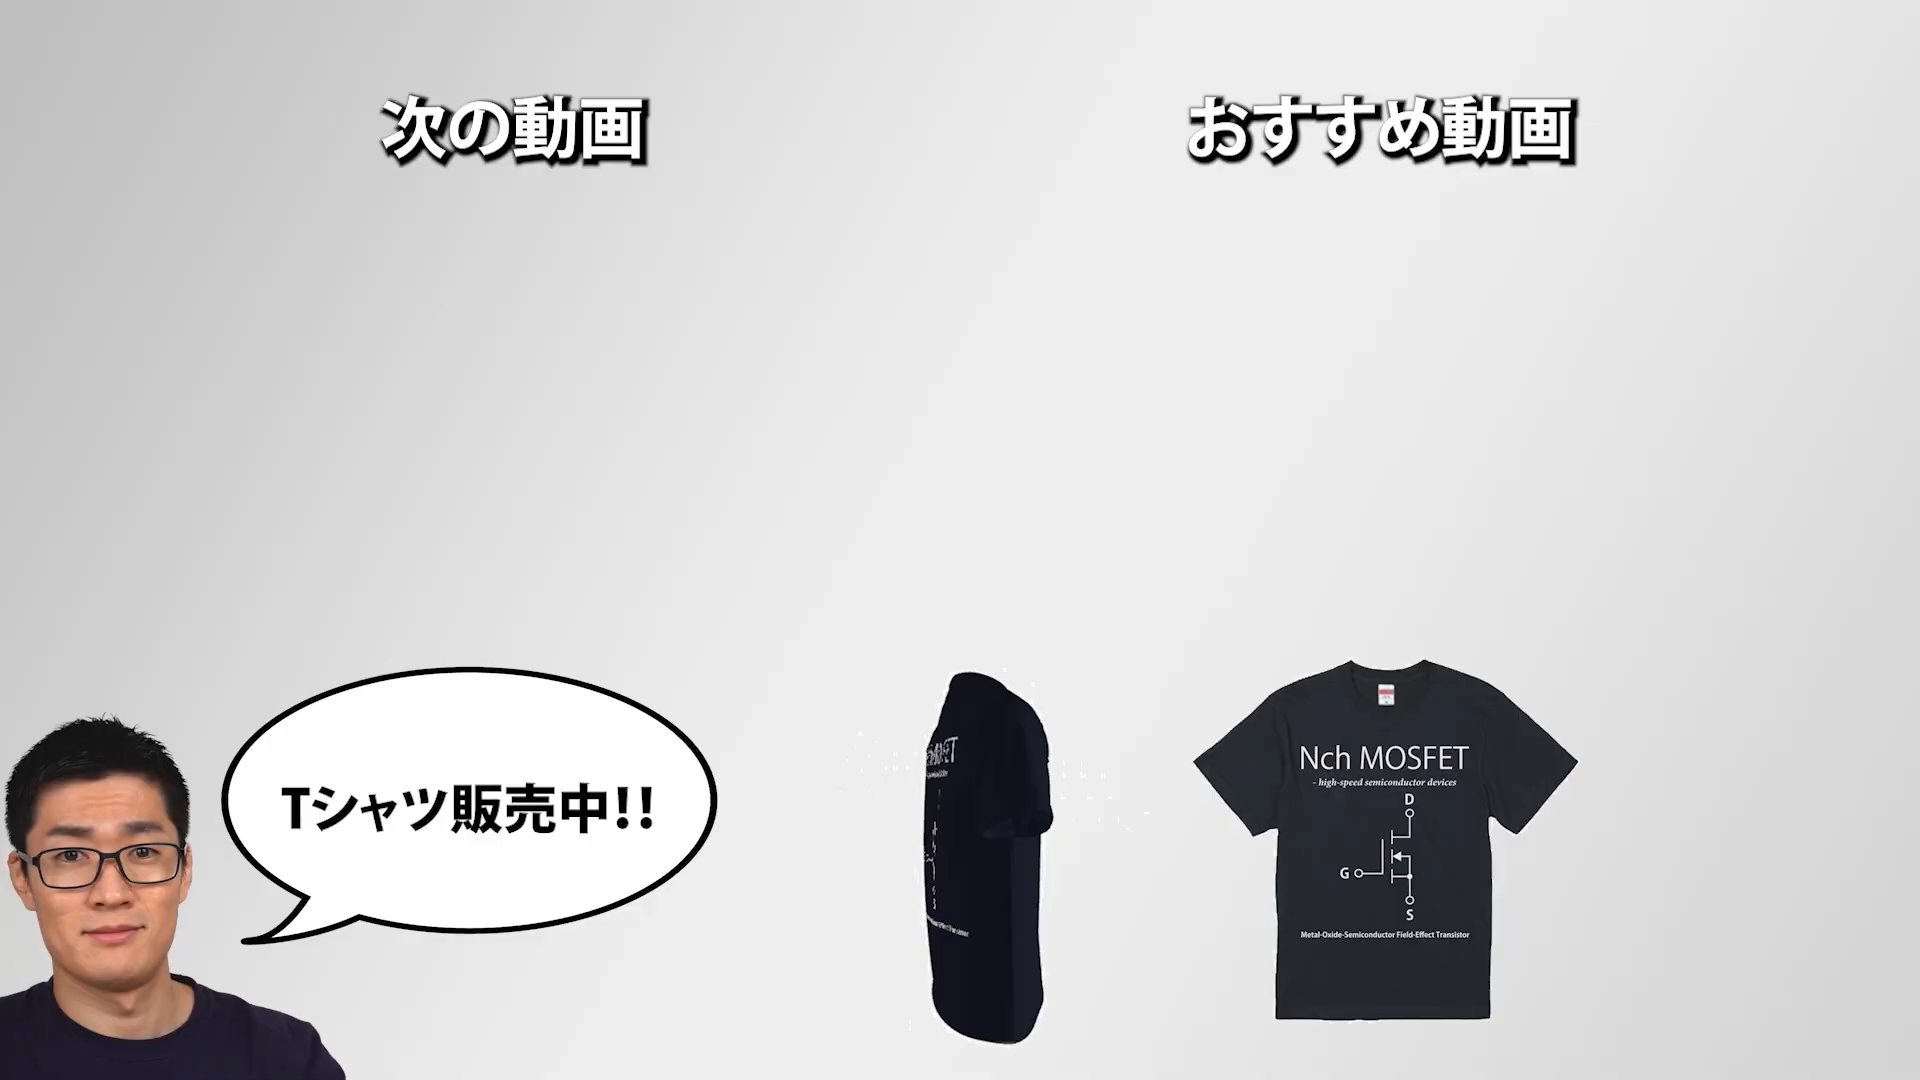 次の動画
おすすめ動画
Tシャツ販売中!!
Nch MOSFET
- high-speed semiconductor devices
D
G
S
Metal-Oxide-Semiconductor Field-Effect Transistor